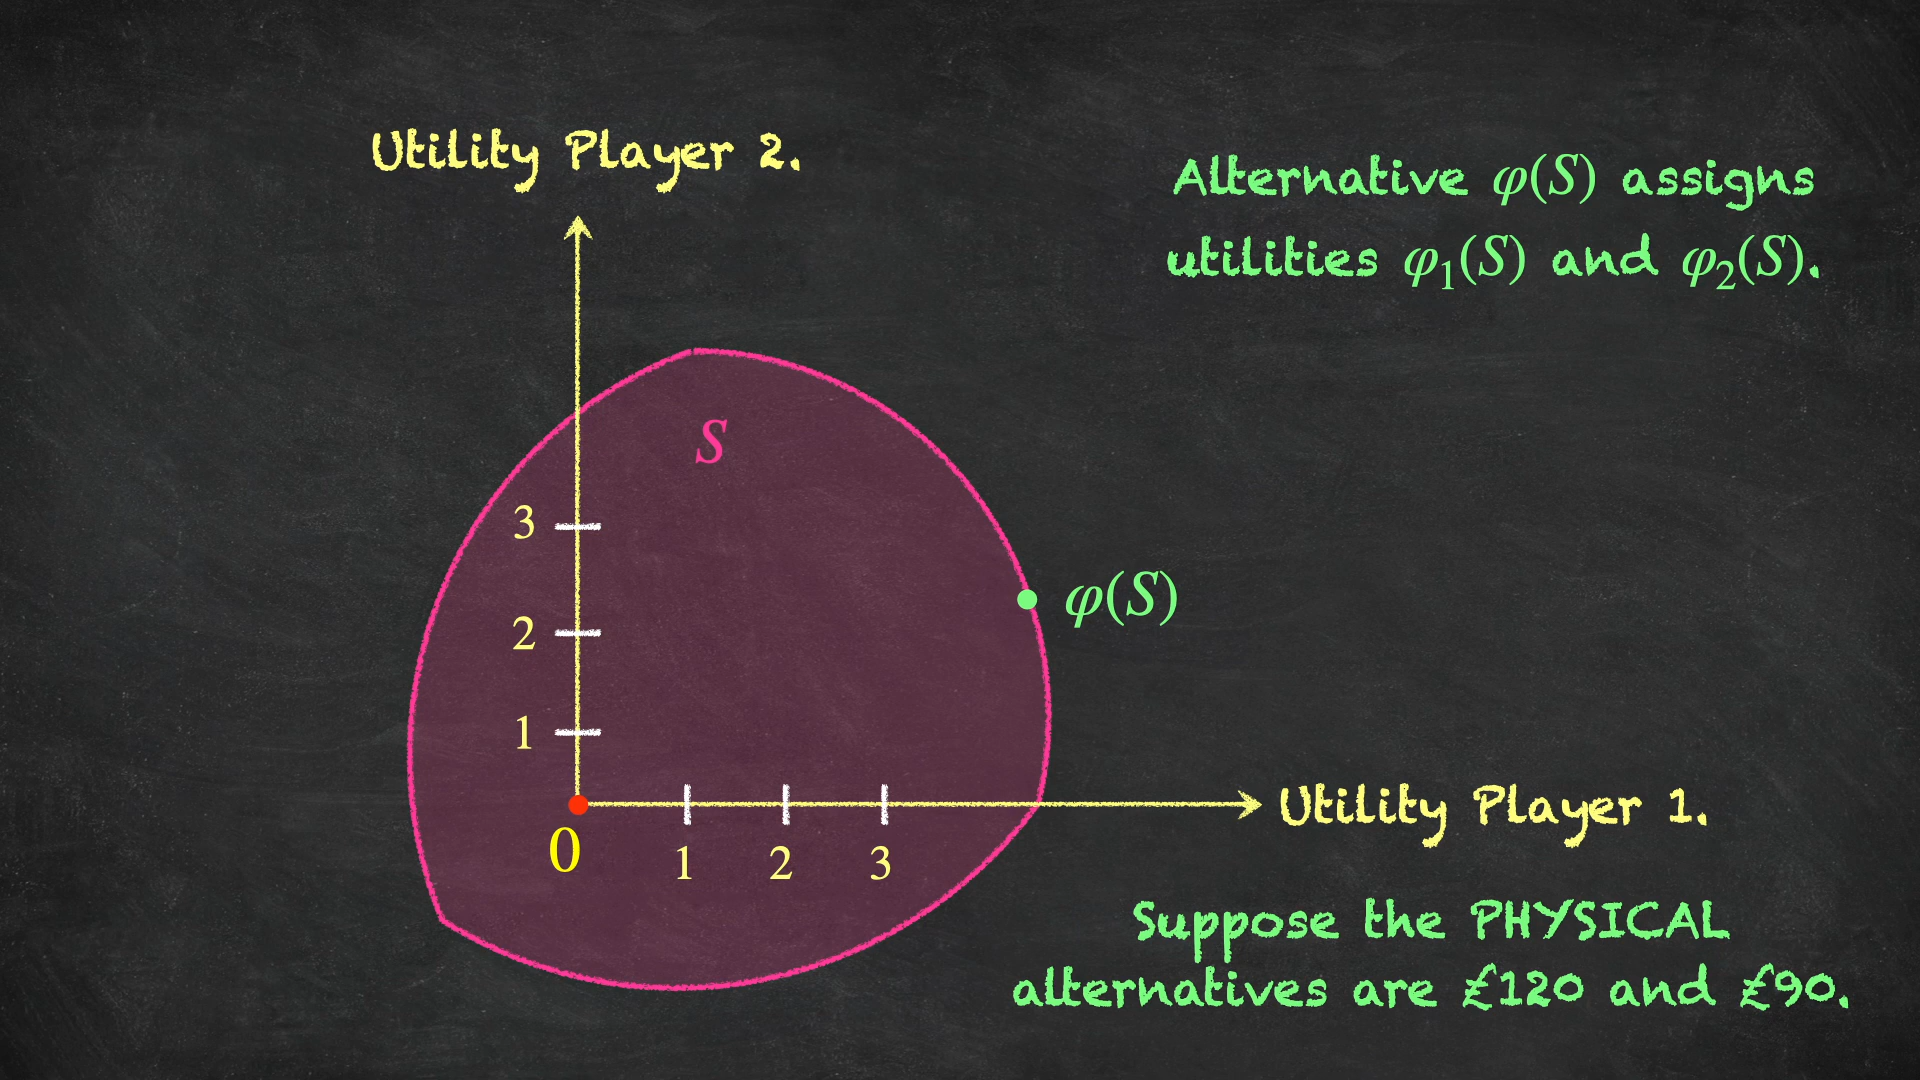 Utility Player 2.
Alternative φ(S) assigns
utilities φ₁(S) and φ₂(S).
S
3
φ(S)
2
1
Utility Player 1.
0
1 2 3
Suppose the PHYSICAL
alternatives are £120 and £90.